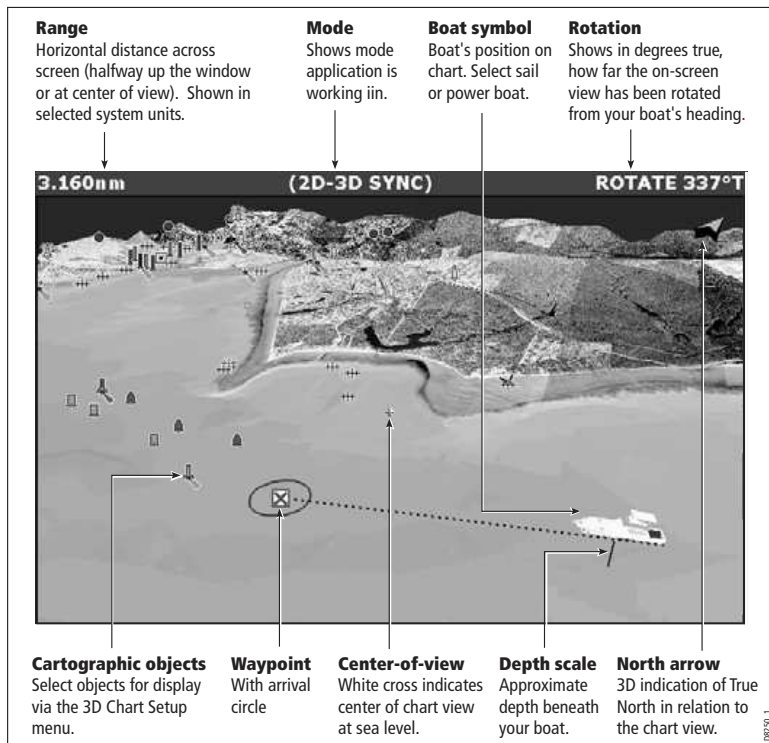 Range
Horizontal distance across
screen (halfway up the window
or at center of view).  Shown in
selected system units.
Mode
Shows mode
application is
working iin.
Boat symbol
Boat's position on
chart. Select sail
or power boat.
Rotation
Shows in degrees true,
how far the on-screen
view has been rotated
from your boat's heading.
3.160nm
(2D-3D SYNC)
ROTATE 337°T
Cartographic objects
Select objects for display
via the 3D Chart Setup
menu.
Waypoint
With arrival
circle
Center-of-view
White cross indicates
center of chart view
at sea level.
Depth scale
Approximate
depth beneath
your boat.
North arrow
3D indication of True
North in relation to
the chart view.
D8250_1